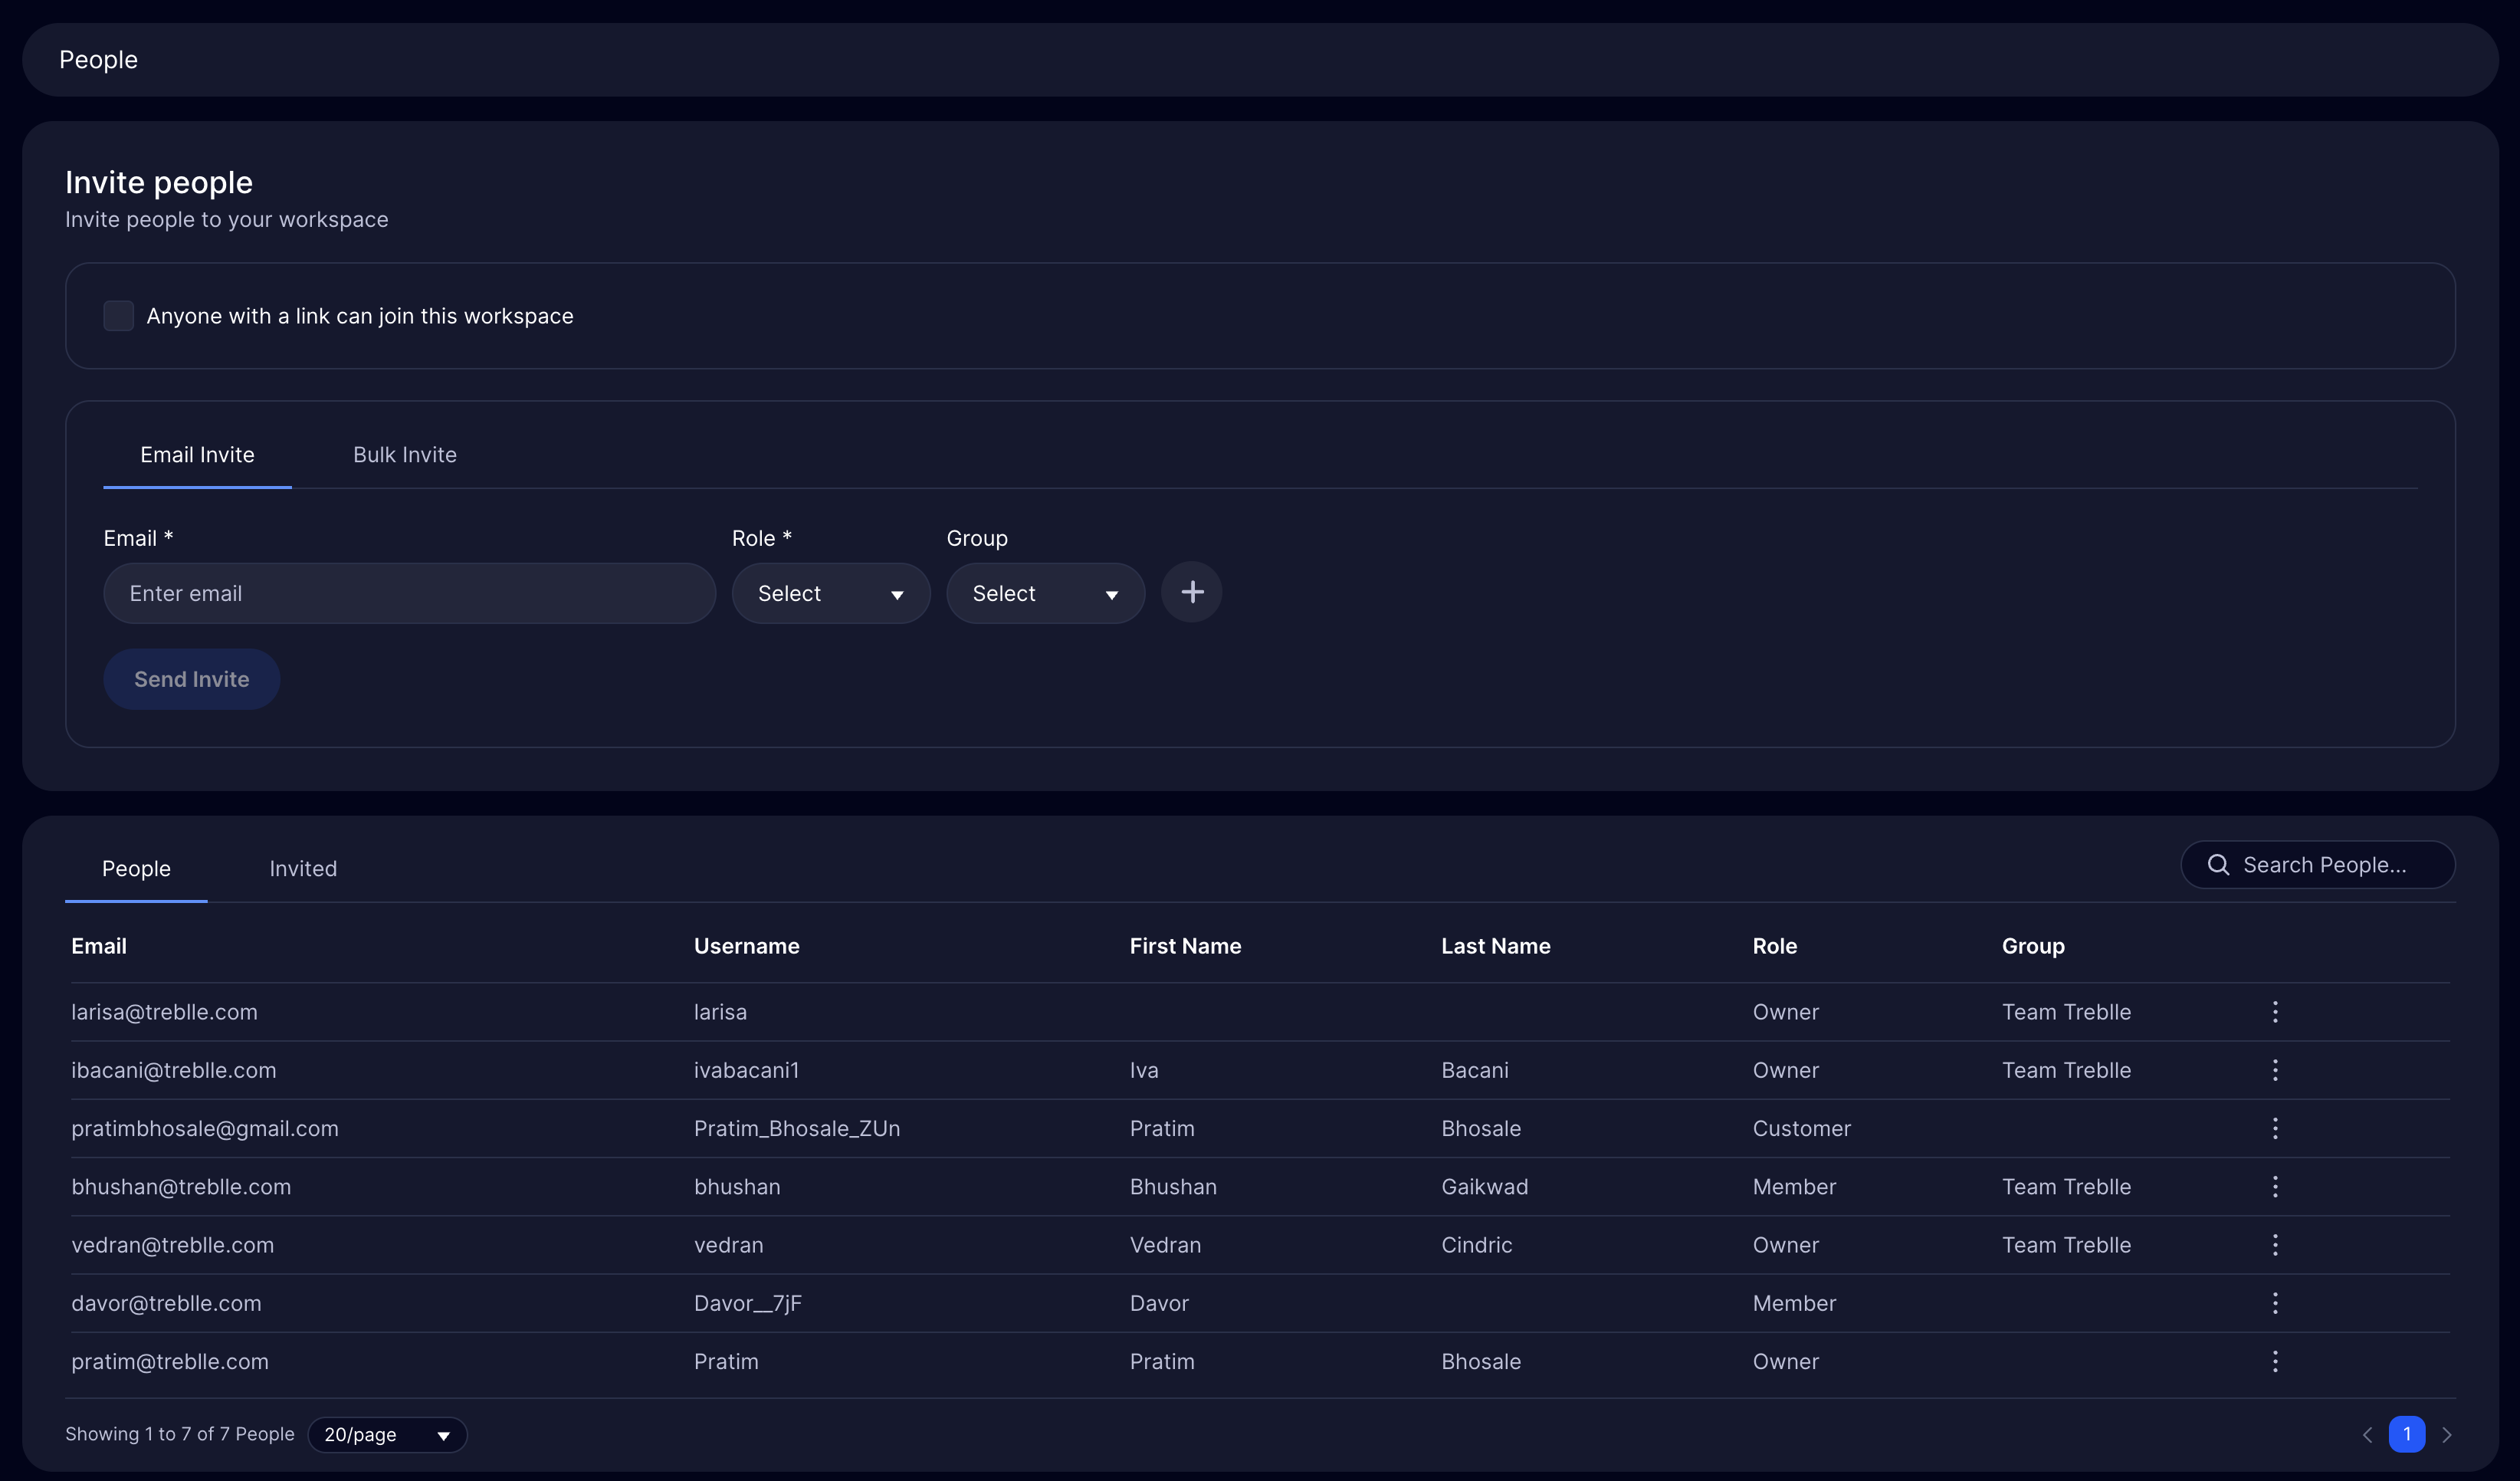 People
Invite people
Invite people to your workspace
Anyone with a link can join this workspace
Email Invite Bulk Invite
Email * Role * Group
Enter email Select Select
Send Invite
People Invited Search People...
Email Username First Name Last Name Role Group
larisa@treblle.com larisa Owner Team Treblle
ibacani@treblle.com ivabacani1 Iva Bacani Owner Team Treblle
pratimbhosale@gmail.com Pratim_Bhosale_ZUn Pratim Bhosale Customer
bhushan@treblle.com bhushan Bhushan Gaikwad Member Team Treblle
vedran@treblle.com vedran Vedran Cindric Owner Team Treblle
davor@treblle.com Davor__7jF Davor Member
pratim@treblle.com Pratim Pratim Bhosale Owner
Showing 1 to 7 of 7 People 20/page 1